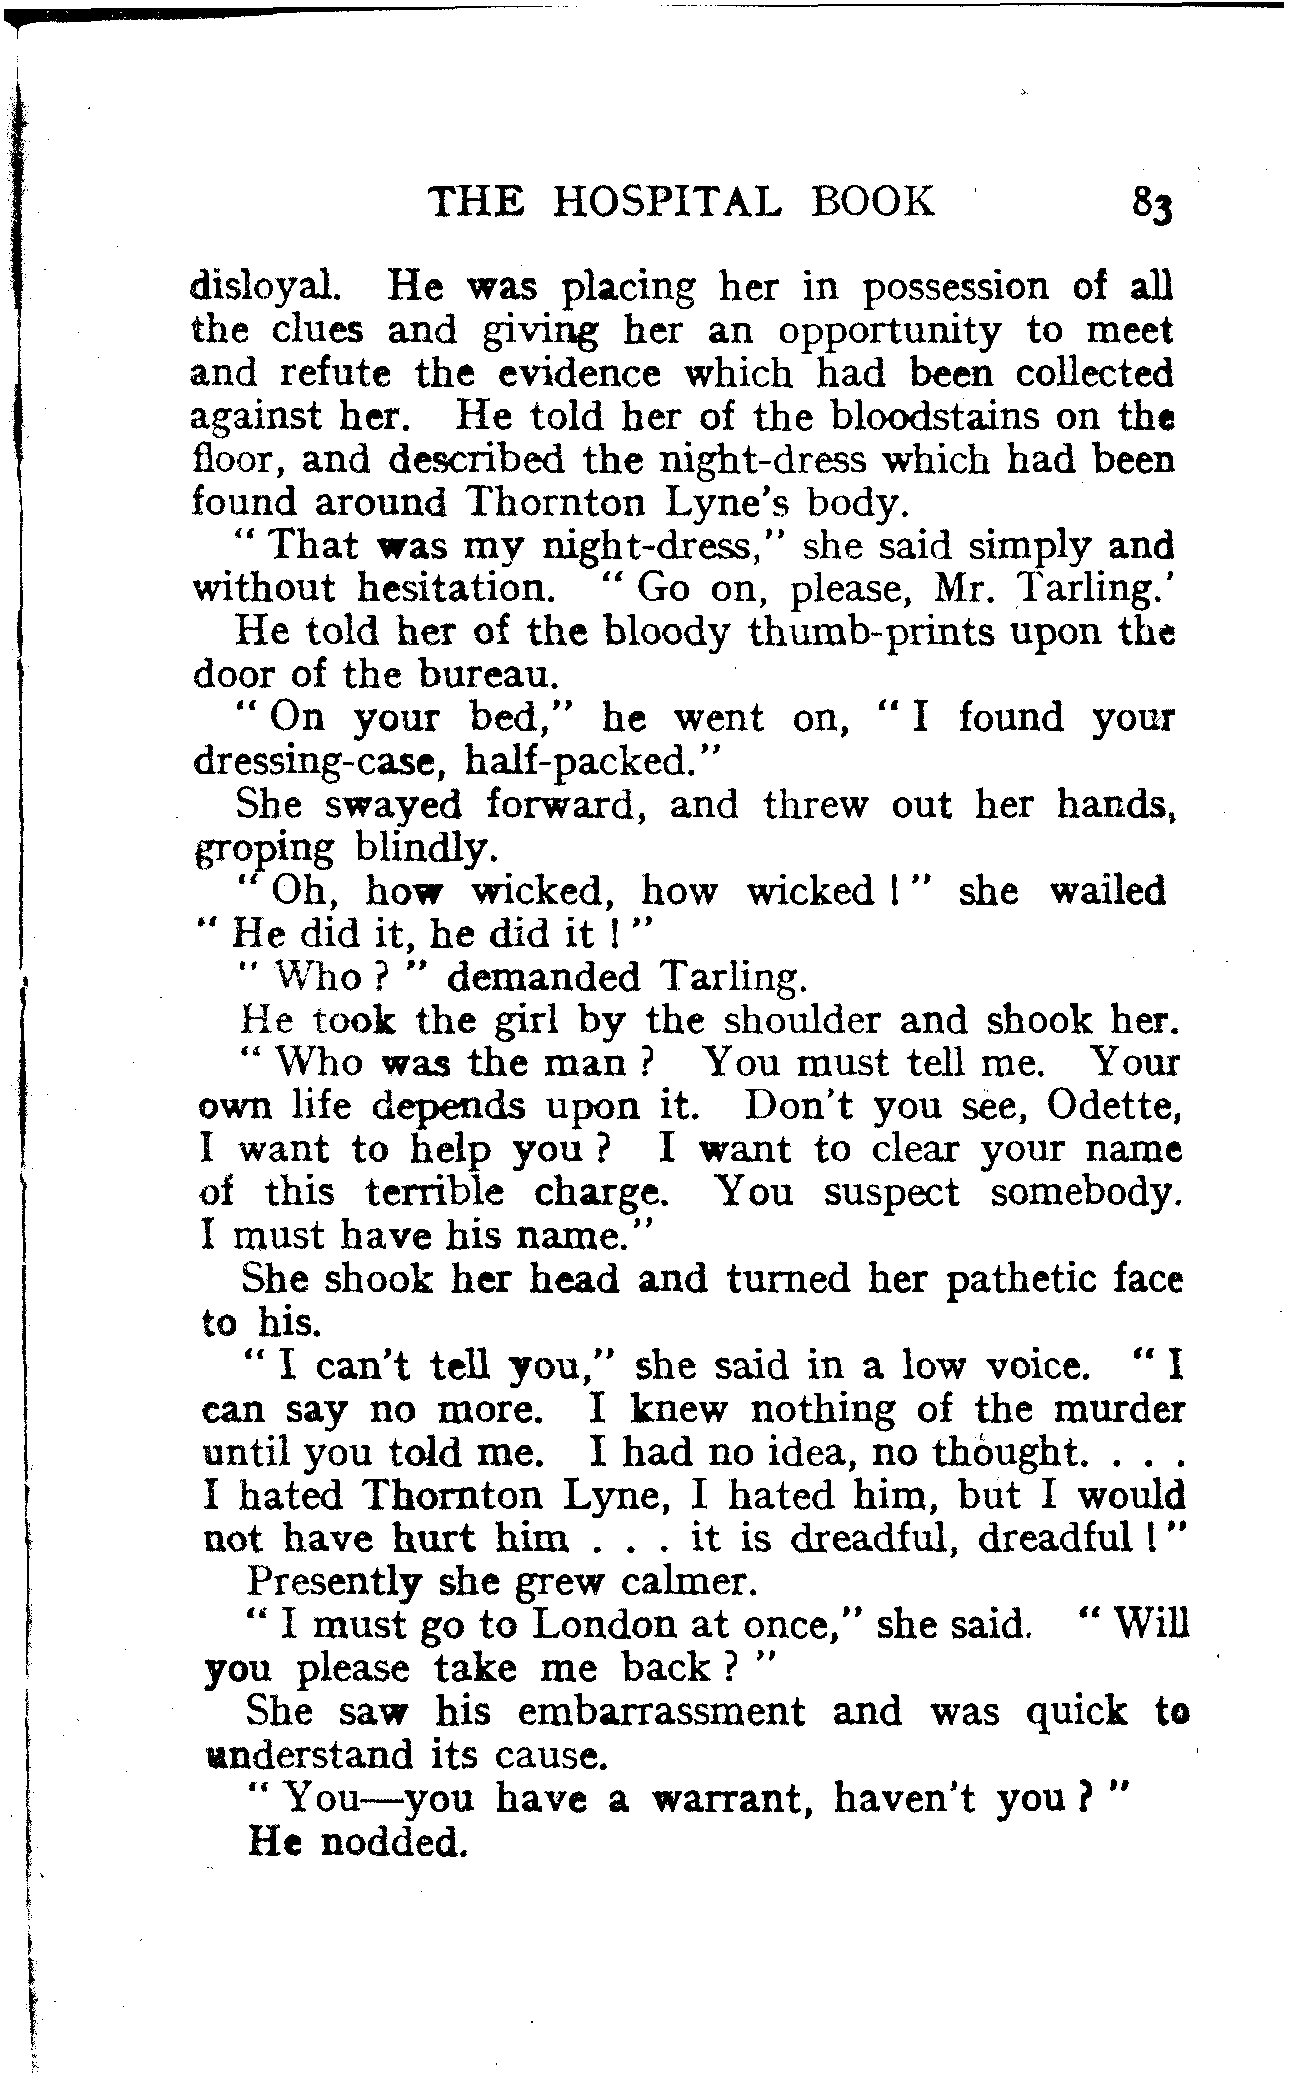 THE HOSPITAL BOOK 83
disloyal. He was placing her in possession of all
the clues and giving her an opportunity to meet
and refute the evidence which had been collected
against her. He told her of the bloodstains on the
floor, and described the night-dress which had been
found around Thornton Lyne's body.
" That was my night-dress," she said simply and
without hesitation. " Go on, please, Mr. Tarling.'
He told her of the bloody thumb-prints upon the
door of the bureau.
" On your bed," he went on, " I found your
dressing-case, half-packed."
She swayed forward, and threw out her hands,
groping blindly.
" Oh, how wicked, how wicked ! " she wailed
" He did it, he did it ! "
" Who ? " demanded Tarling.
He took the girl by the shoulder and shook her.
" Who was the man ? You must tell me. Your
own life depends upon it. Don't you see, Odette,
I want to help you ? I want to clear your name
of this terrible charge. You suspect somebody.
I must have his name."
She shook her head and turned her pathetic face
to his.
" I can't tell you," she said in a low voice. " I
can say no more. I knew nothing of the murder
until you told me. I had no idea, no thought. . . .
I hated Thornton Lyne, I hated him, but I would
not have hurt him . . . it is dreadful, dreadful ! "
Presently she grew calmer.
" I must go to London at once," she said. " Will
you please take me back ? "
She saw his embarrassment and was quick to
understand its cause.
" You—you have a warrant, haven't you ? "
He nodded.